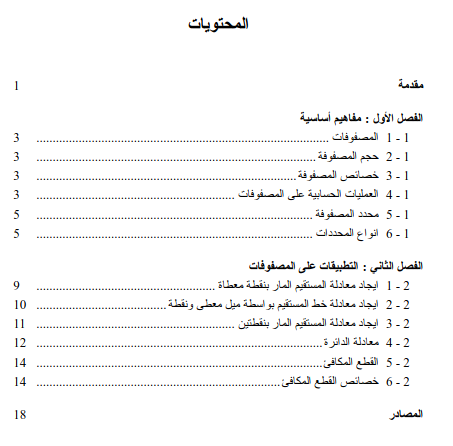 المحتويات
مقدمة 1
الفصل الأول : مفاهيم أساسية
1 - 1 المصفوفات ........ 3
1 - 2 حجم المصفوفة ........ 3
1 - 3 خصائص المصفوفة ........ 3
1 - 4 العمليات الحسابية على المصفوفات ........ 3
1 - 5 محدد المصفوفة ........ 5
1 - 6 انواع المحددات ........ 5
الفصل الثاني : التطبيقات على المصفوفات
2 - 1 ايجاد معادلة المستقيم المار بنقطة معطاة ........ 9
2 - 2 ايجاد معادلة خط المستقيم بواسطة ميل معطى ونقطة ........ 10
2 - 3 ايجاد معادلة المستقيم المار بنقطتين ........ 11
2 - 4 معادلة الدائرة ........ 12
2 - 5 القطع المكافئ ........ 14
2 - 6 خصائص القطع المكافئ ........ 14
المصادر 18